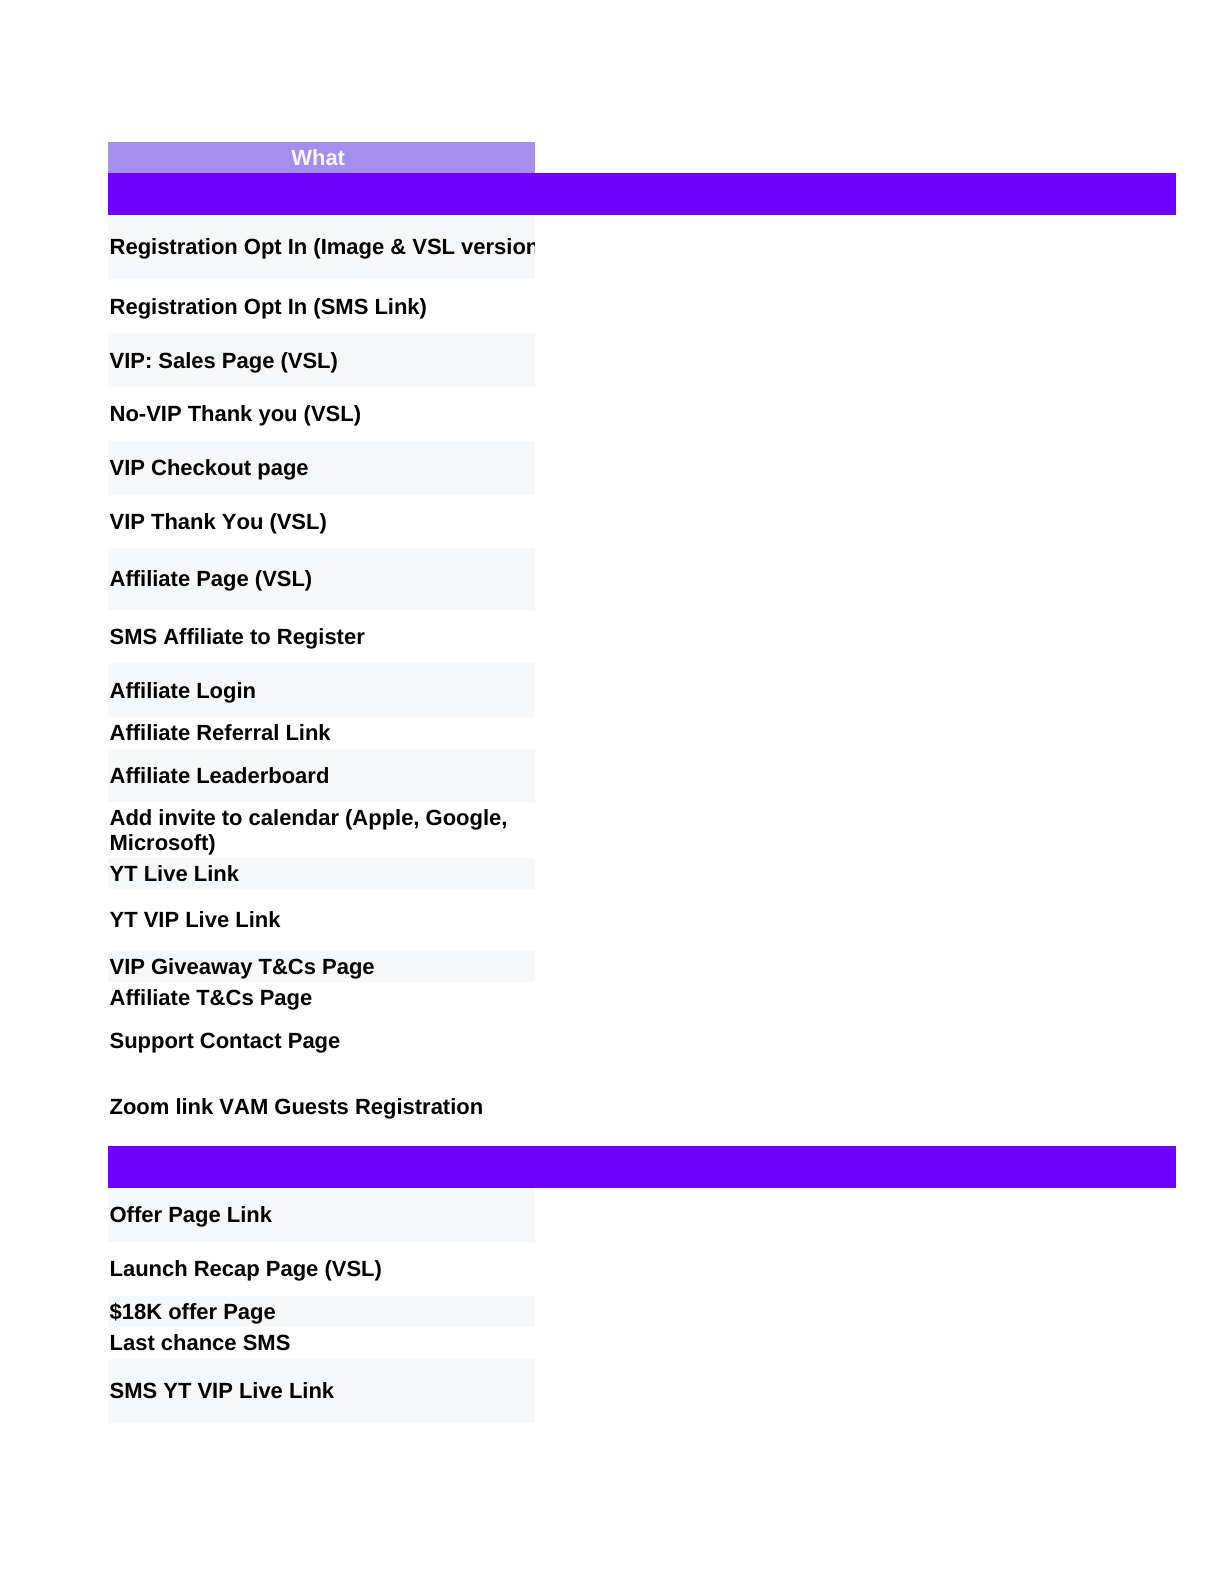 What
Registration Opt In (Image & VSL version
Registration Opt In (SMS Link)
VIP: Sales Page (VSL)
No-VIP Thank you (VSL)
VIP Checkout page
VIP Thank You (VSL)
Affiliate Page (VSL)
SMS Affiliate to Register
Affiliate Login
Affiliate Referral Link
Affiliate Leaderboard
Add invite to calendar (Apple, Google,
Microsoft)
YT Live Link
YT VIP Live Link
VIP Giveaway T&Cs Page
Affiliate T&Cs Page
Support Contact Page
Zoom link VAM Guests Registration
Offer Page Link
Launch Recap Page (VSL)
$18K offer Page
Last chance SMS
SMS YT VIP Live Link